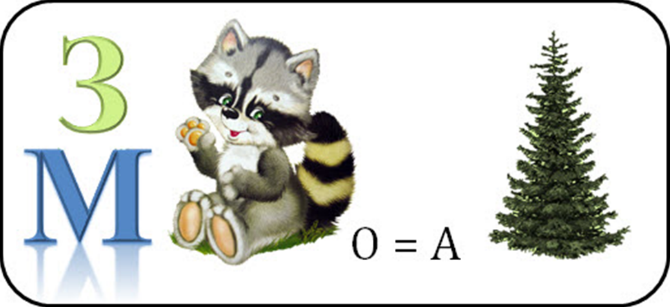 З
М
О = А